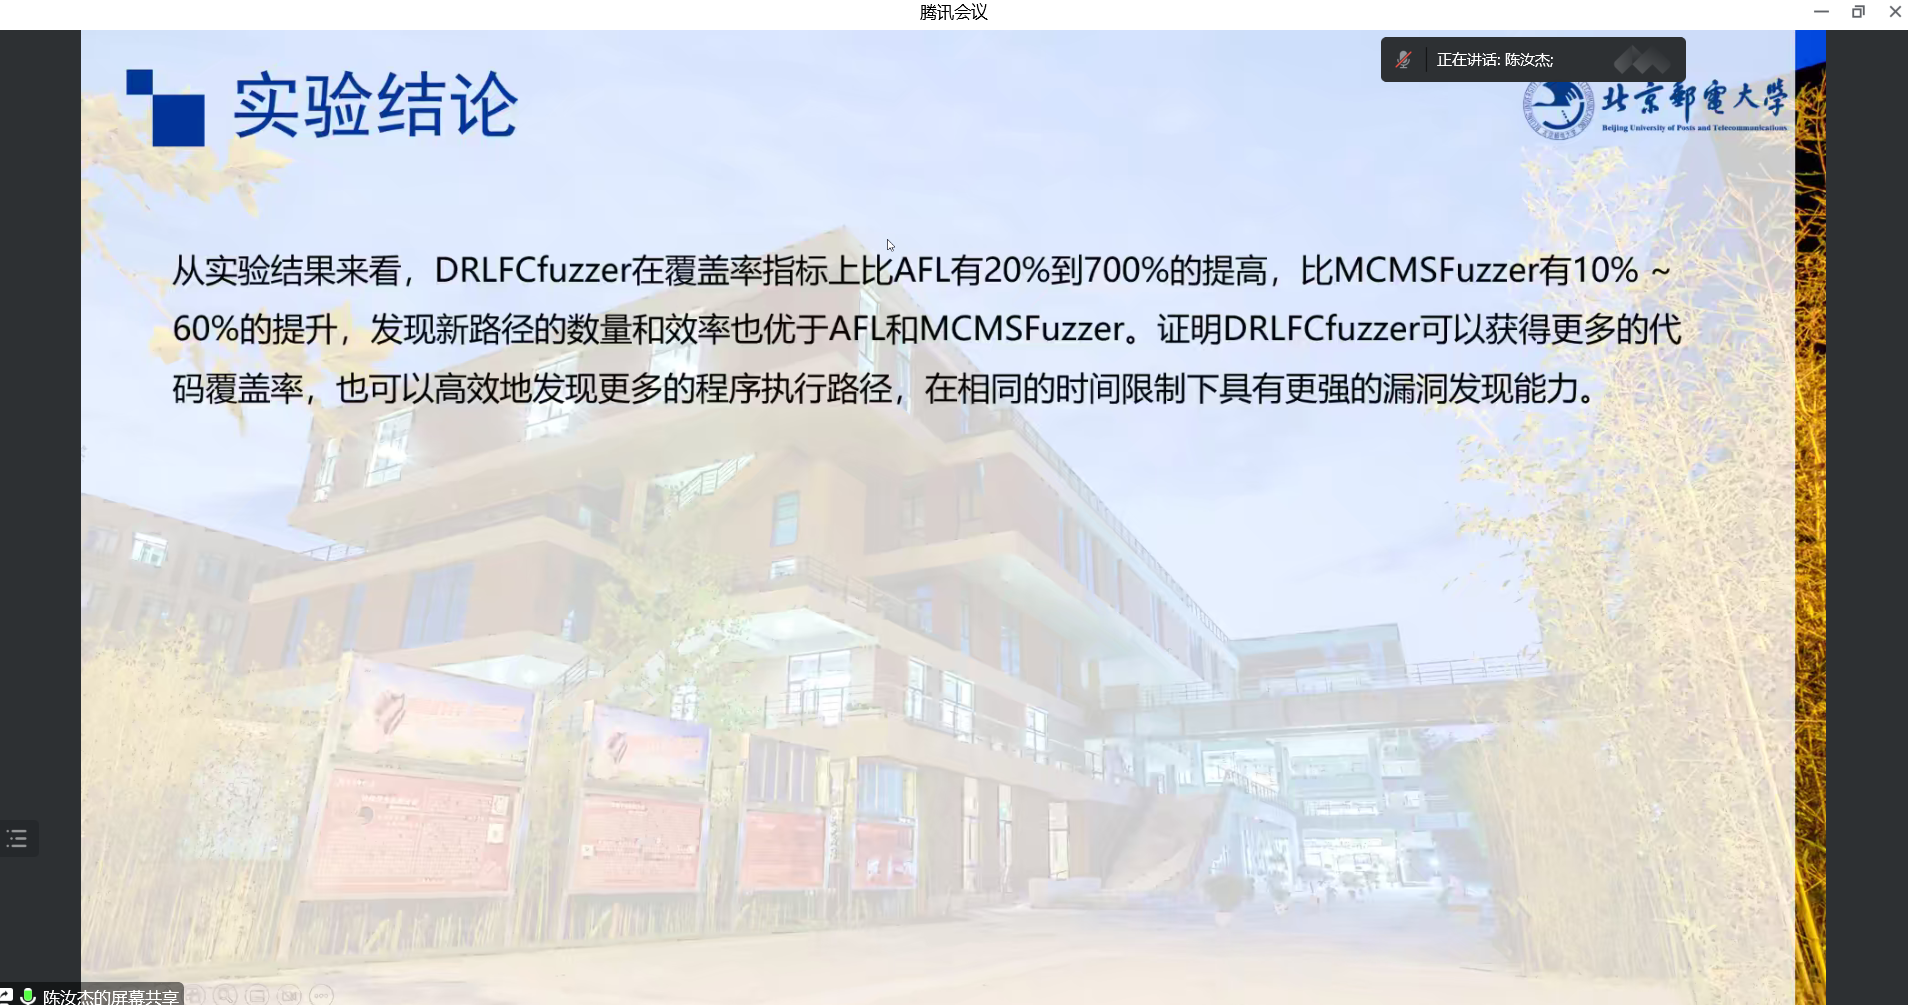 腾讯会议
正在讲话: 陈汝杰;
实验结论
北京邮电大学
Beijing University of Posts and Telecommunications
从实验结果来看，DRLFCfuzzer在覆盖率指标上比AFL有20%到700%的提高，比MCMSFuzzer有10% ~
60%的提升，发现新路径的数量和效率也优于AFL和MCMSFuzzer。证明DRLFCfuzzer可以获得更多的代
码覆盖率，也可以高效地发现更多的程序执行路径，在相同的时间限制下具有更强的漏洞发现能力。
陈汝杰的屏幕共享